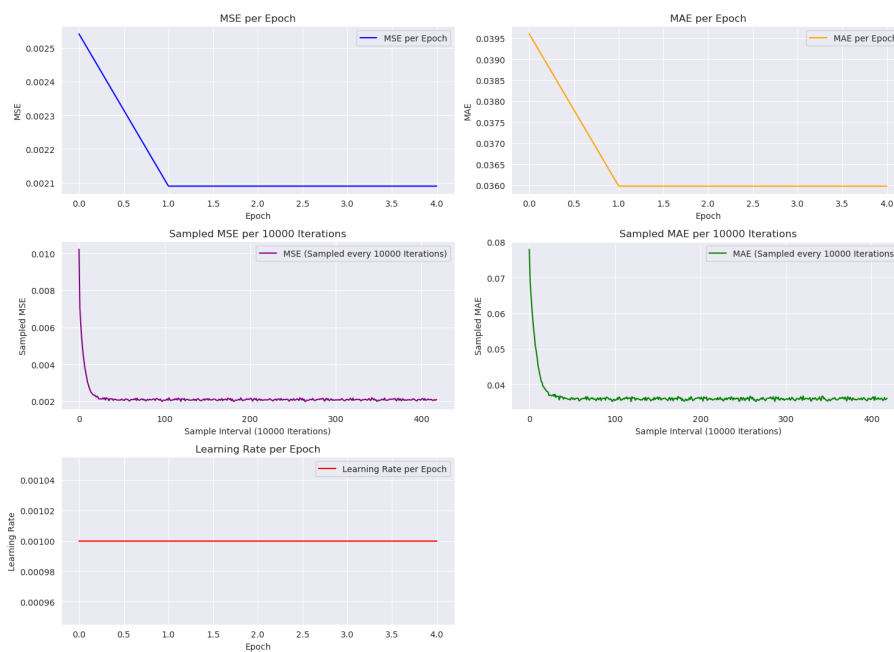 MSE per Epoch
MSE per Epoch
0.0025
0.0024
0.0023
0.0022
0.0021
MSE
0.0 0.5 1.0 1.5 2.0 2.5 3.0 3.5 4.0
Epoch
MAE per Epoch
MAE per Epoch
0.0395
0.0390
0.0385
0.0380
0.0375
0.0370
0.0365
0.0360
MAE
0.0 0.5 1.0 1.5 2.0 2.5 3.0 3.5 4.0
Epoch
Sampled MSE per 10000 Iterations
MSE (Sampled every 10000 Iterations)
0.010
0.008
0.006
0.004
0.002
Sampled MSE
0 100 200 300 400
Sample Interval (10000 Iterations)
Sampled MAE per 10000 Iterations
MAE (Sampled every 10000 Iterations
0.08
0.07
0.06
0.05
0.04
Sampled MAE
0 100 200 300 400
Sample Interval (10000 Iterations)
Learning Rate per Epoch
Learning Rate per Epoch
0.00104
0.00102
0.00100
0.00098
0.00096
Learning Rate
0.0 0.5 1.0 1.5 2.0 2.5 3.0 3.5 4.0
Epoch